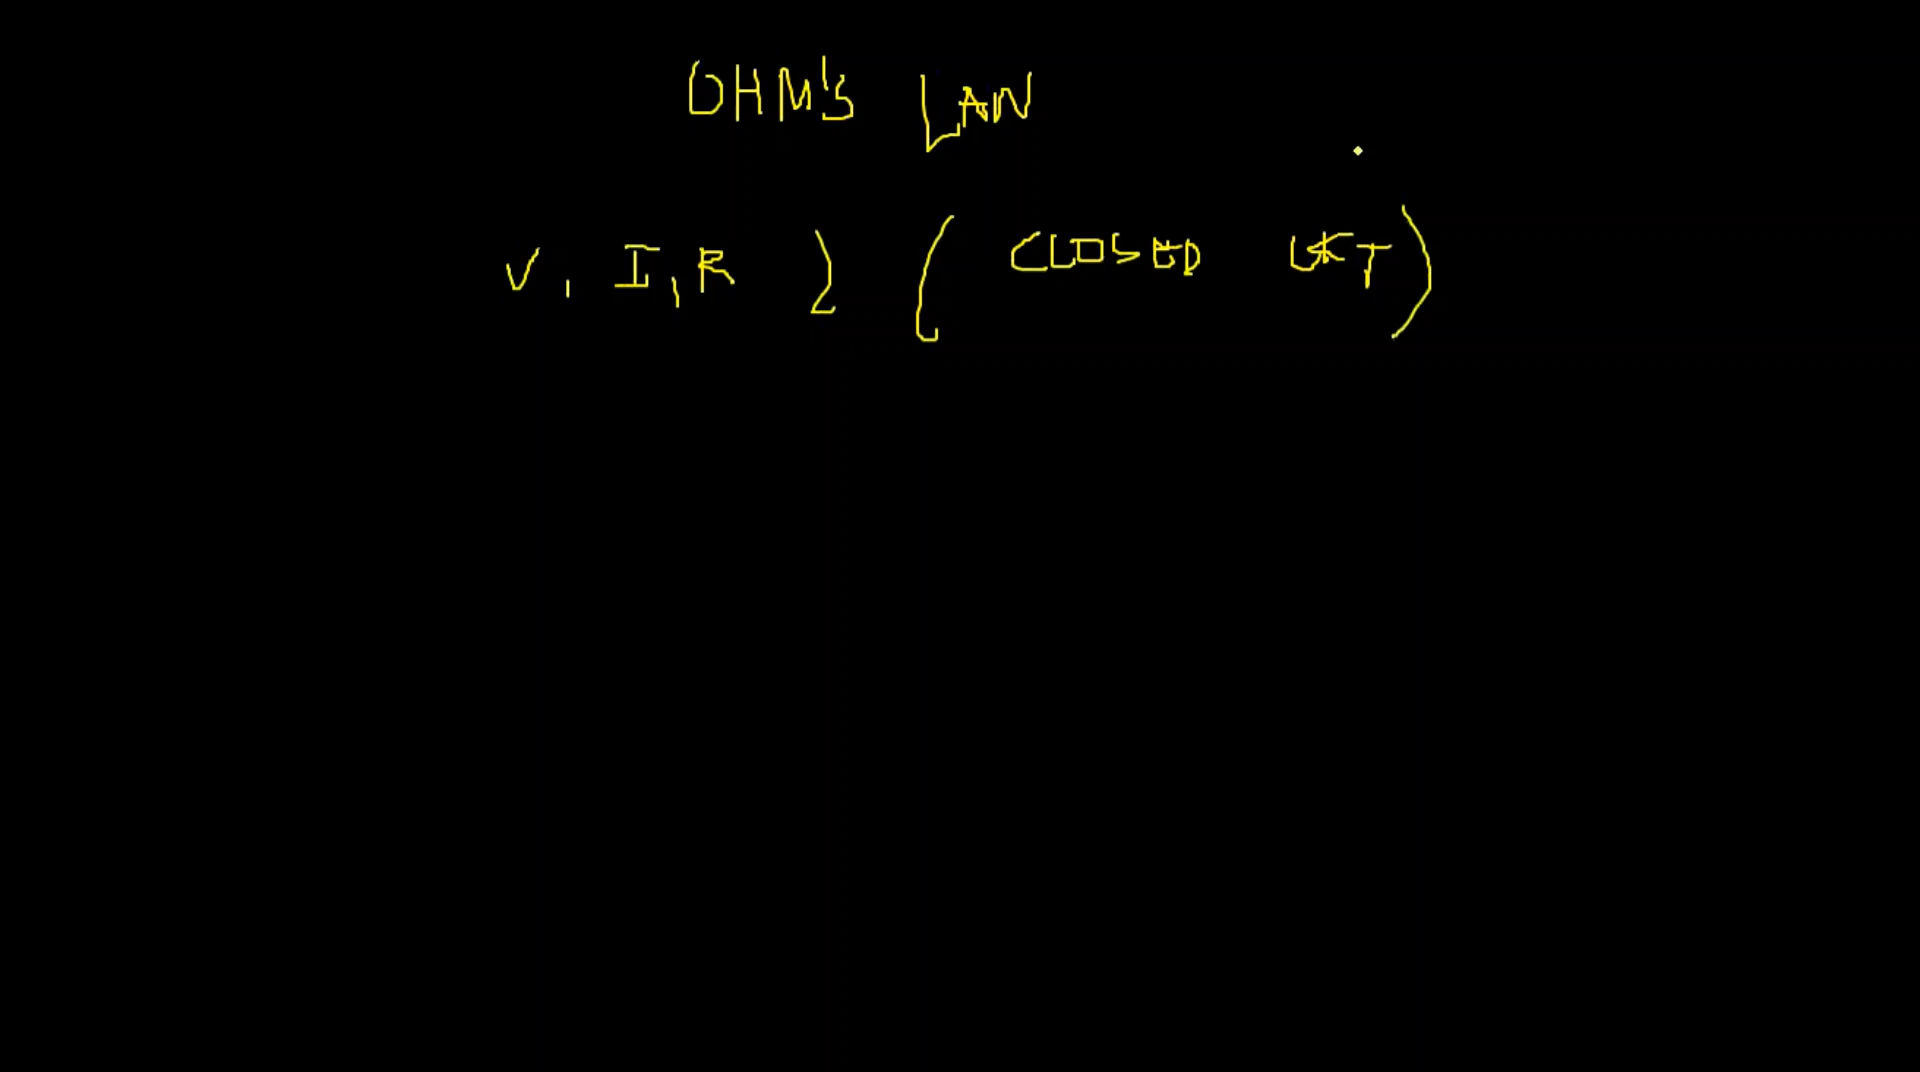 OHM'S LAW
V, I, R } ( CLOSED CKT )